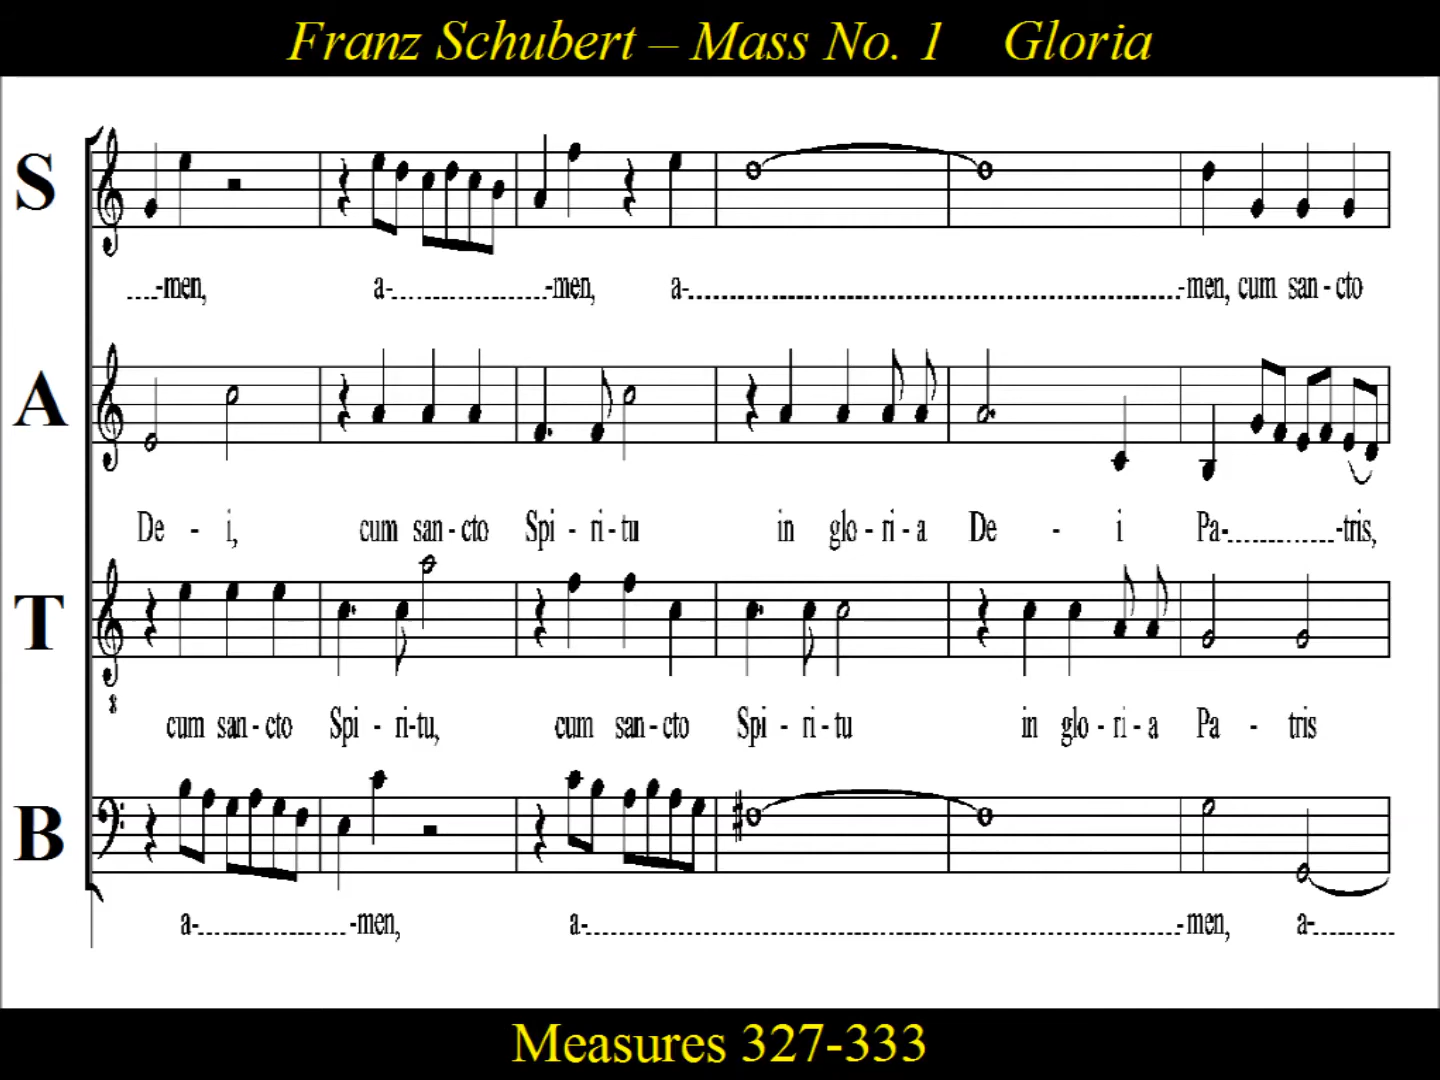 Franz Schubert – Mass No. 1 Gloria
S
....-men, a-....................-men, a-..........................................................-men, cum san - cto
A
De - i, cum san - cto Spi - ri - tu in glo - ri - a De - i Pa-..............-tris,
T
8
cum san - cto Spi - ri-tu, cum san - cto Spi - ri - tu in glo - ri - a Pa - tris
B
a-...................-men, a-..........................................................................-men, a-..........
Measures 327-333